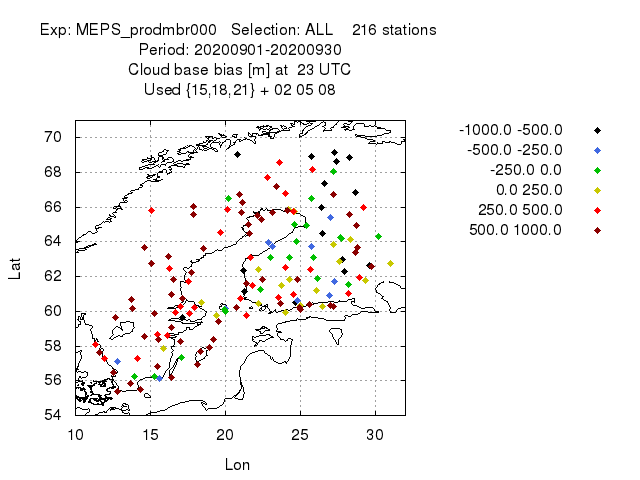 Exp: MEPS_prodmbr000 Selection: ALL 216 stations
Period: 20200901-20200930
Cloud base bias [m] at 23 UTC
Used {15,18,21} + 02 05 08
70
68
66
64
62
60
58
56
54
Lat
10 15 20 25 30
Lon
-1000.0 -500.0
-500.0 -250.0
-250.0 0.0
0.0 250.0
250.0 500.0
500.0 1000.0